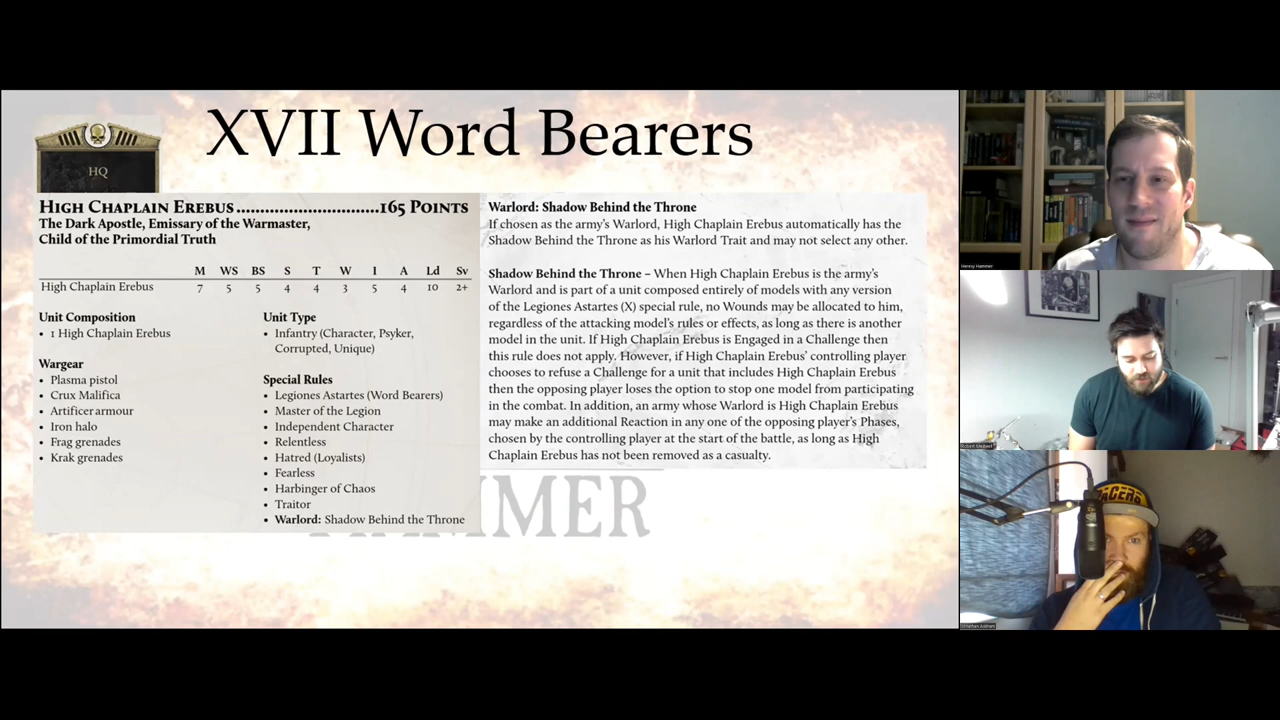 XVII Word Bearers
HQ
HIGH CHAPLAIN EREBUS.............................165 POINTS
The Dark Apostle, Emissary of the Warmaster,
Child of the Primordial Truth
M WS BS S T W I A Ld Sv
High Chaplain Erebus 7 5 5 4 4 3 5 4 10 2+
Unit Composition
• 1 High Chaplain Erebus
Wargear
• Plasma pistol
• Crux Malifica
• Artificer armour
• Iron halo
• Frag grenades
• Krak grenades
Unit Type
• Infantry (Character, Psyker,
Corrupted, Unique)
Special Rules
• Legiones Astartes (Word Bearers)
• Master of the Legion
• Independent Character
• Relentless
• Hatred (Loyalists)
• Fearless
• Harbinger of Chaos
• Traitor
• Warlord: Shadow Behind the Throne
Warlord: Shadow Behind the Throne
If chosen as the army's Warlord, High Chaplain Erebus automatically has the
Shadow Behind the Throne as his Warlord Trait and may not select any other.
Shadow Behind the Throne – When High Chaplain Erebus is the army's
Warlord and is part of a unit composed entirely of models with any version
of the Legiones Astartes (X) special rule, no Wounds may be allocated to him,
regardless of the attacking model's rules or effects, as long as there is another
model in the unit. If High Chaplain Erebus is Engaged in a Challenge then
this rule does not apply. However, if High Chaplain Erebus' controlling player
chooses to refuse a Challenge for a unit that includes High Chaplain Erebus
then the opposing player loses the option to stop one model from participating
in the combat. In addition, an army whose Warlord is High Chaplain Erebus
may make an additional Reaction in any one of the opposing player's Phases,
chosen by the controlling player at the start of the battle, as long as High
Chaplain Erebus has not been removed as a casualty.
HAMMER
Henny Hammer
PACERS